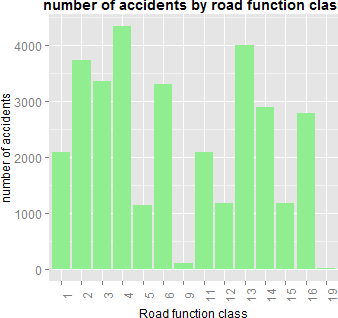 number of accidents by road function clas
number of accidents
4000
3000
2000
1000
0
1 2 3 4 5 6 9 11 12 13 14 15 16 19
Road function class